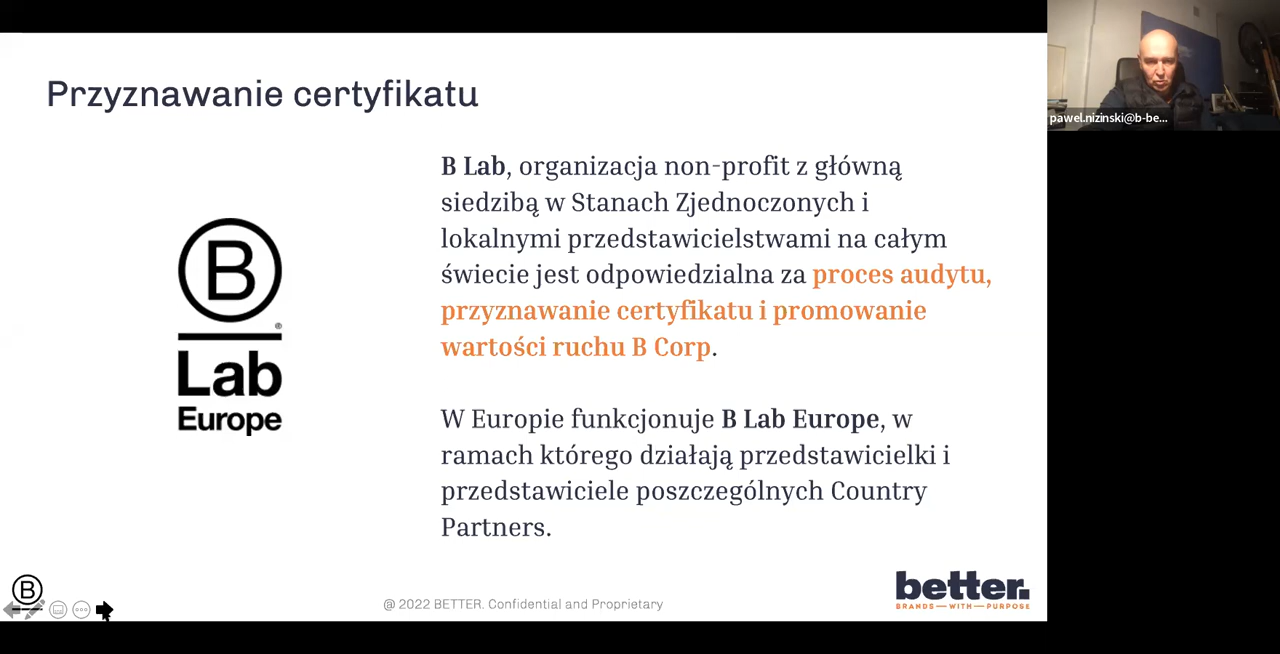 Przyznawanie certyfikatu
pawel.nizinski@b-be...
B Lab, organizacja non-profit z główną
siedzibą w Stanach Zjednoczonych i
lokalnymi przedstawicielstwami na całym
świecie jest odpowiedzialna za proces audytu,
przyznawanie certyfikatu i promowanie
wartości ruchu B Corp.
W Europie funkcjonuje B Lab Europe, w
ramach którego działają przedstawicielki i
przedstawiciele poszczególnych Country
Partners.
B
®
Lab
Europe
B
@ 2022 BETTER. Confidential and Proprietary
better.
BRANDS—WITH—PURPOSE